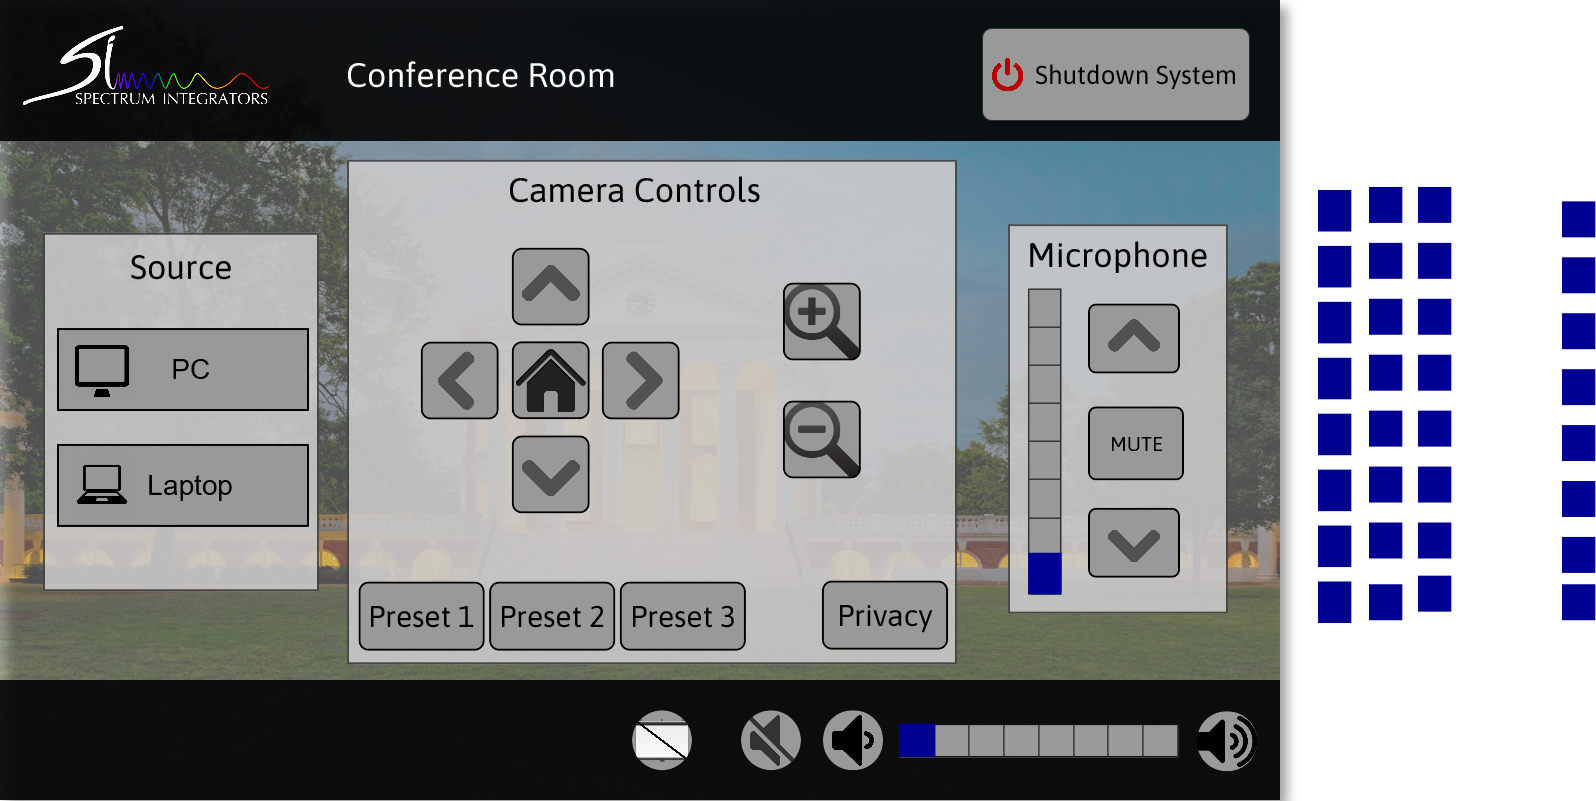 Si
SPECTRUM INTEGRATORS
Conference Room
Shutdown System
Source
PC
Laptop
Camera Controls
Preset 1
Preset 2
Preset 3
Privacy
Microphone
MUTE